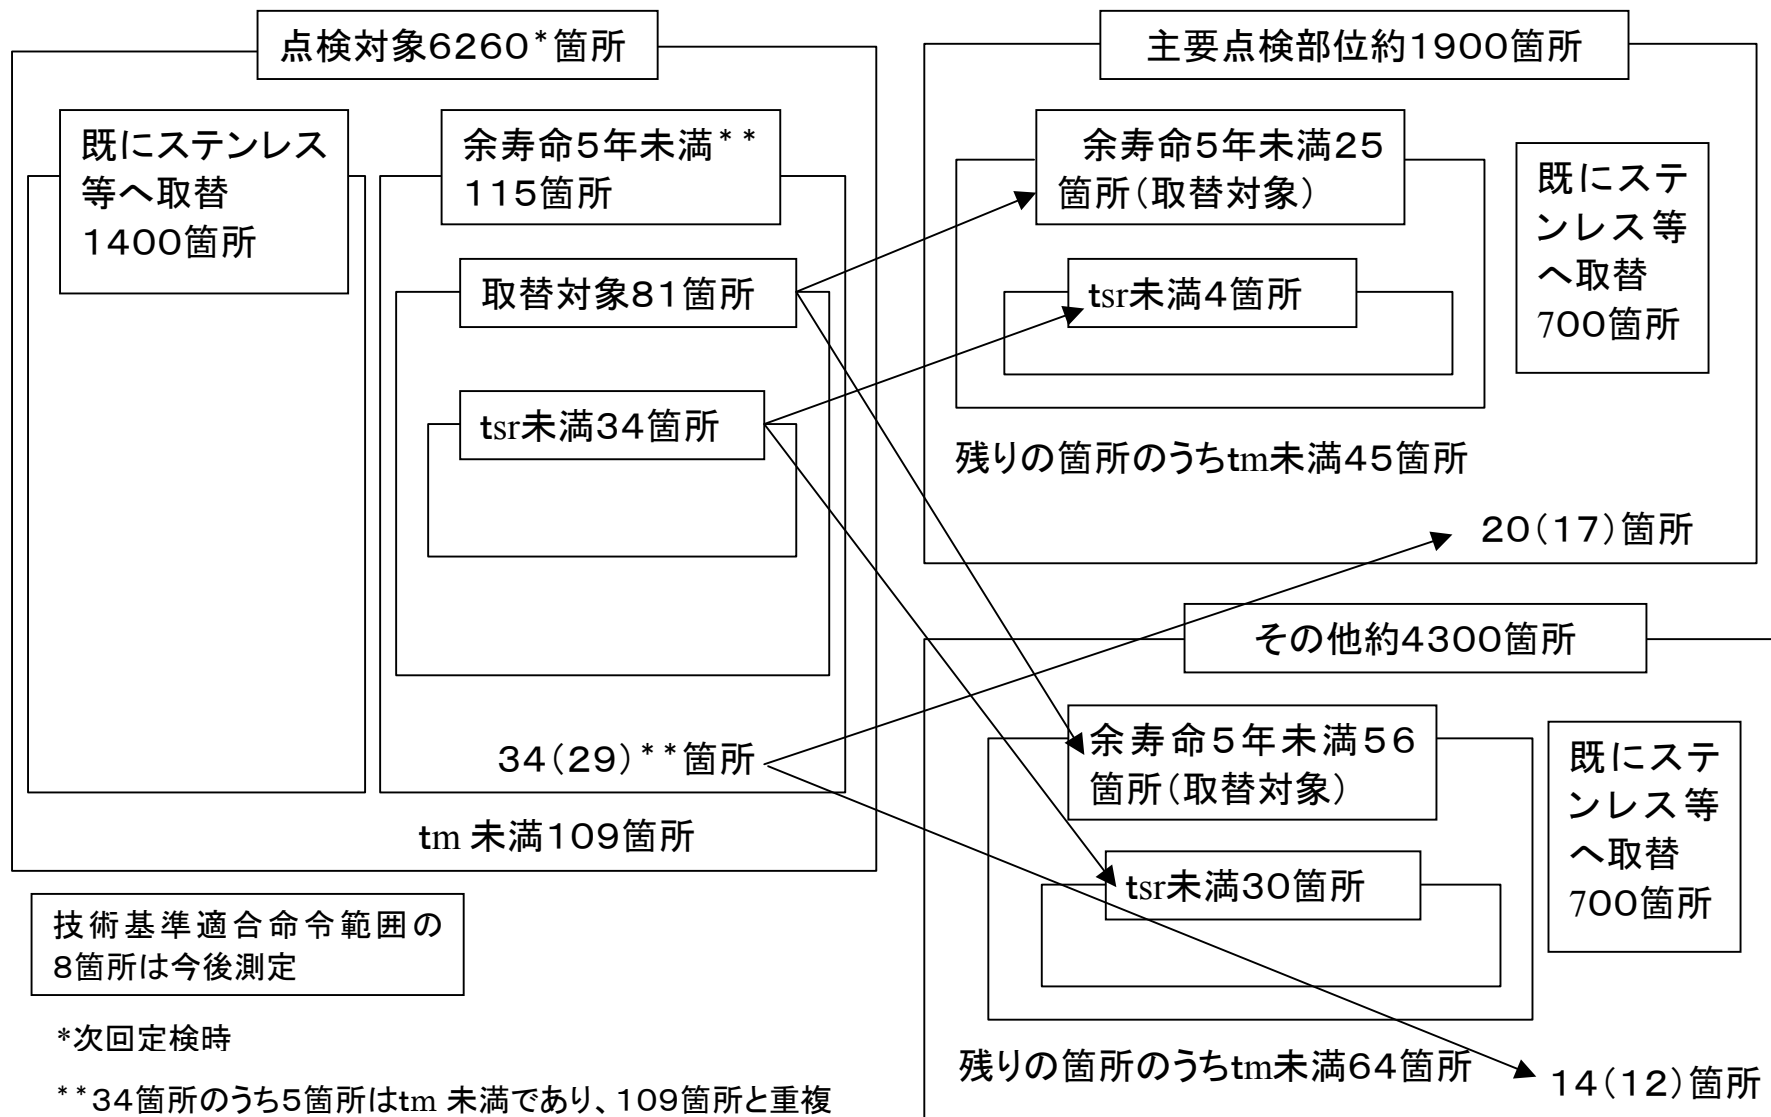 点検対象6260*箇所
既にステンレス
等へ取替
1400箇所
余寿命5年未満**
115箇所
取替対象81箇所
tsr未満34箇所
34(29)**箇所
tm 未満109箇所
技術基準適合命令範囲の
8箇所は今後測定
*次回定検時
**34箇所のうち5箇所はtm 未満であり、109箇所と重複
主要点検部位約1900箇所
余寿命5年未満25
箇所(取替対象)
tsr未満4箇所
既にステ
ンレス等
へ取替
700箇所
残りの箇所のうちtm未満45箇所
20(17)箇所
その他約4300箇所
余寿命5年未満56
箇所(取替対象)
tsr未満30箇所
既にステ
ンレス等
へ取替
700箇所
残りの箇所のうちtm未満64箇所
14(12)箇所